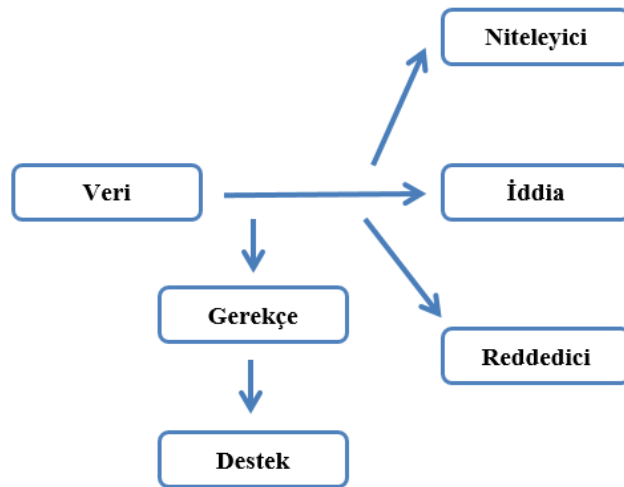 Niteleyici
Veri
İddia
Gerekçe
Reddedici
Destek